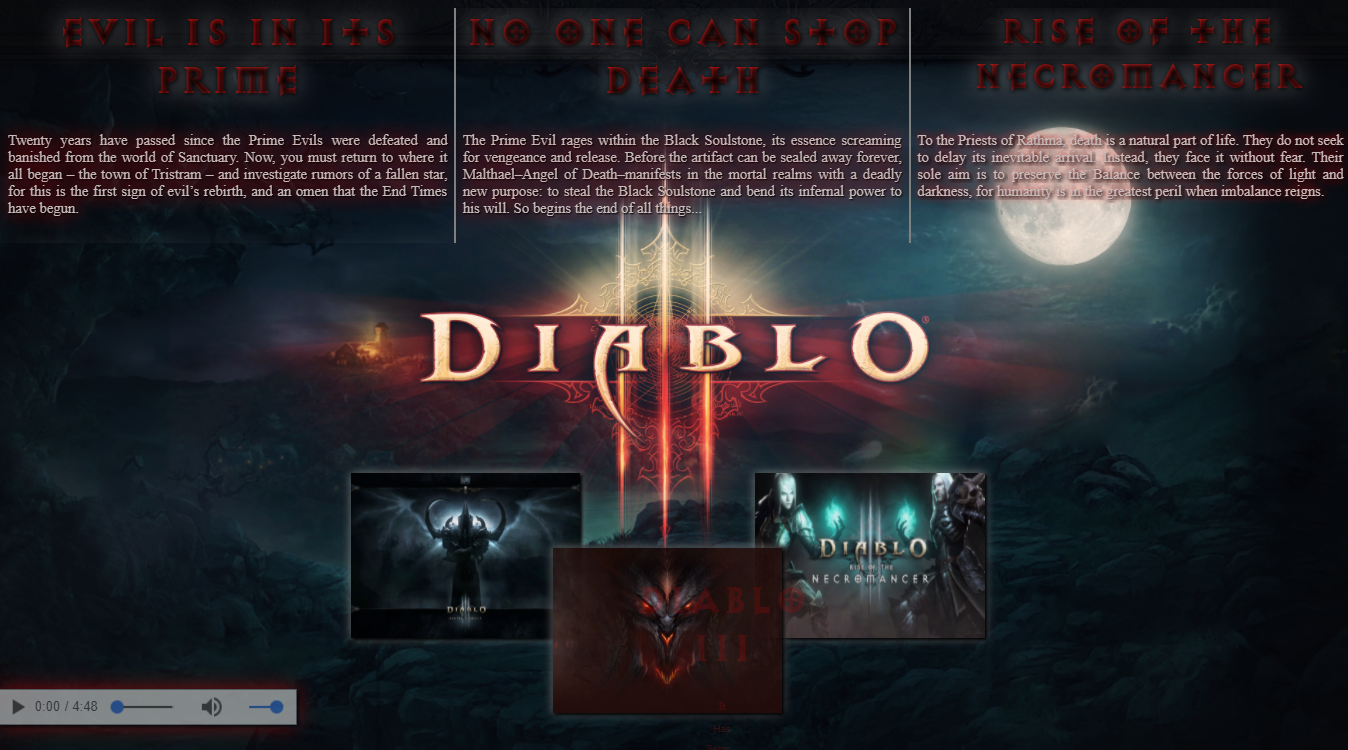 EVIL IS IN ITS
PRIME
Twenty years have passed since the Prime Evils were defeated and
banished from the world of Sanctuary. Now, you must return to where it
all began – the town of Tristram – and investigate rumors of a fallen star,
for this is the first sign of evil's rebirth, and an omen that the End Times
have begun.
NO ONE CAN STOP
DEATH
The Prime Evil rages within the Black Soulstone, its essence screaming
for vengeance and release. Before the artifact can be sealed away forever,
Malthael–Angel of Death–manifests in the mortal realms with a deadly
new purpose: to steal the Black Soulstone and bend its infernal power to
his will. So begins the end of all things...
RISE OF THE
NECROMANCER
To the Priests of Rathma, death is a natural part of life. They do not seek
to delay its inevitable arrival. Instead, they face it without fear. Their
sole aim is to preserve the Balance between the forces of light and
darkness, for humanity is in the greatest peril when imbalance reigns.
DIABLO®
DIABLO
DIABLO
RISE OF THE
NECROMANCER
DIABLO
III
0:00 / 4:48